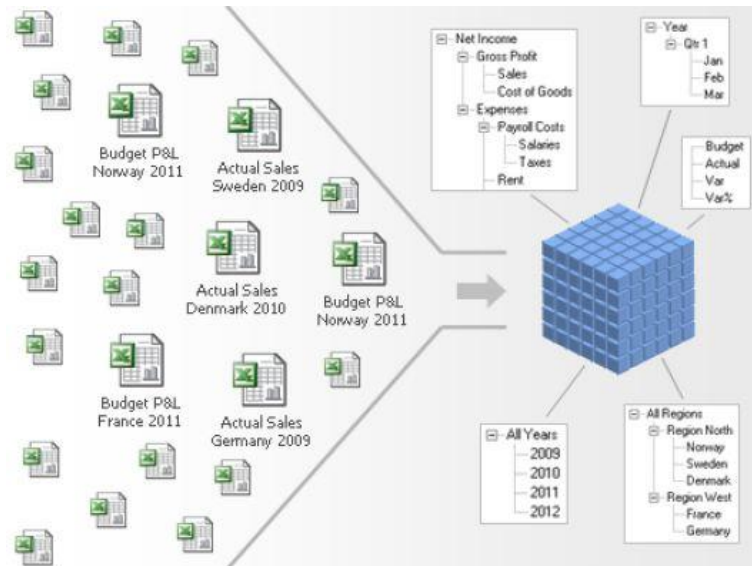 Budget P&L
Norway 2011
Actual Sales
Sweden 2009
Actual Sales
Denmark 2010
Budget P&L
Norway 2011
Budget P&L
France 2011
Actual Sales
Germany 2009
Net Income
Gross Profit
Sales
Cost of Goods
Expenses
Payroll Costs
Salaries
Taxes
Rent
Year
Qtr 1
Jan
Feb
Mar
Budget
Actual
Var
Var%
All Years
2009
2010
2011
2012
All Regions
Region North
Norway
Sweden
Denmark
Region West
France
Germany